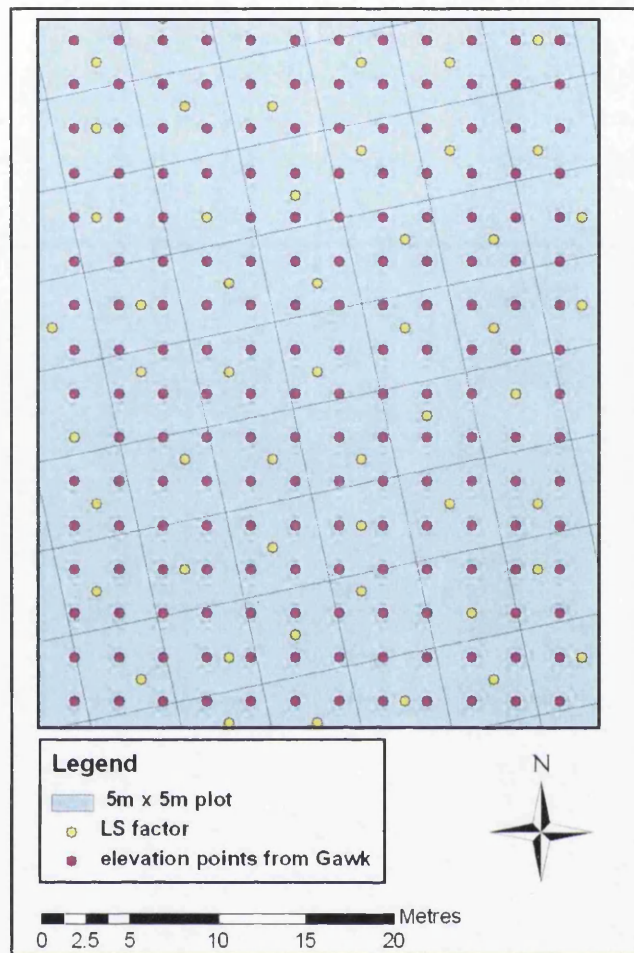 Legend
5m x 5m plot
LS factor
elevation points from Gawk
N
Metres
0 2.5 5 10 15 20